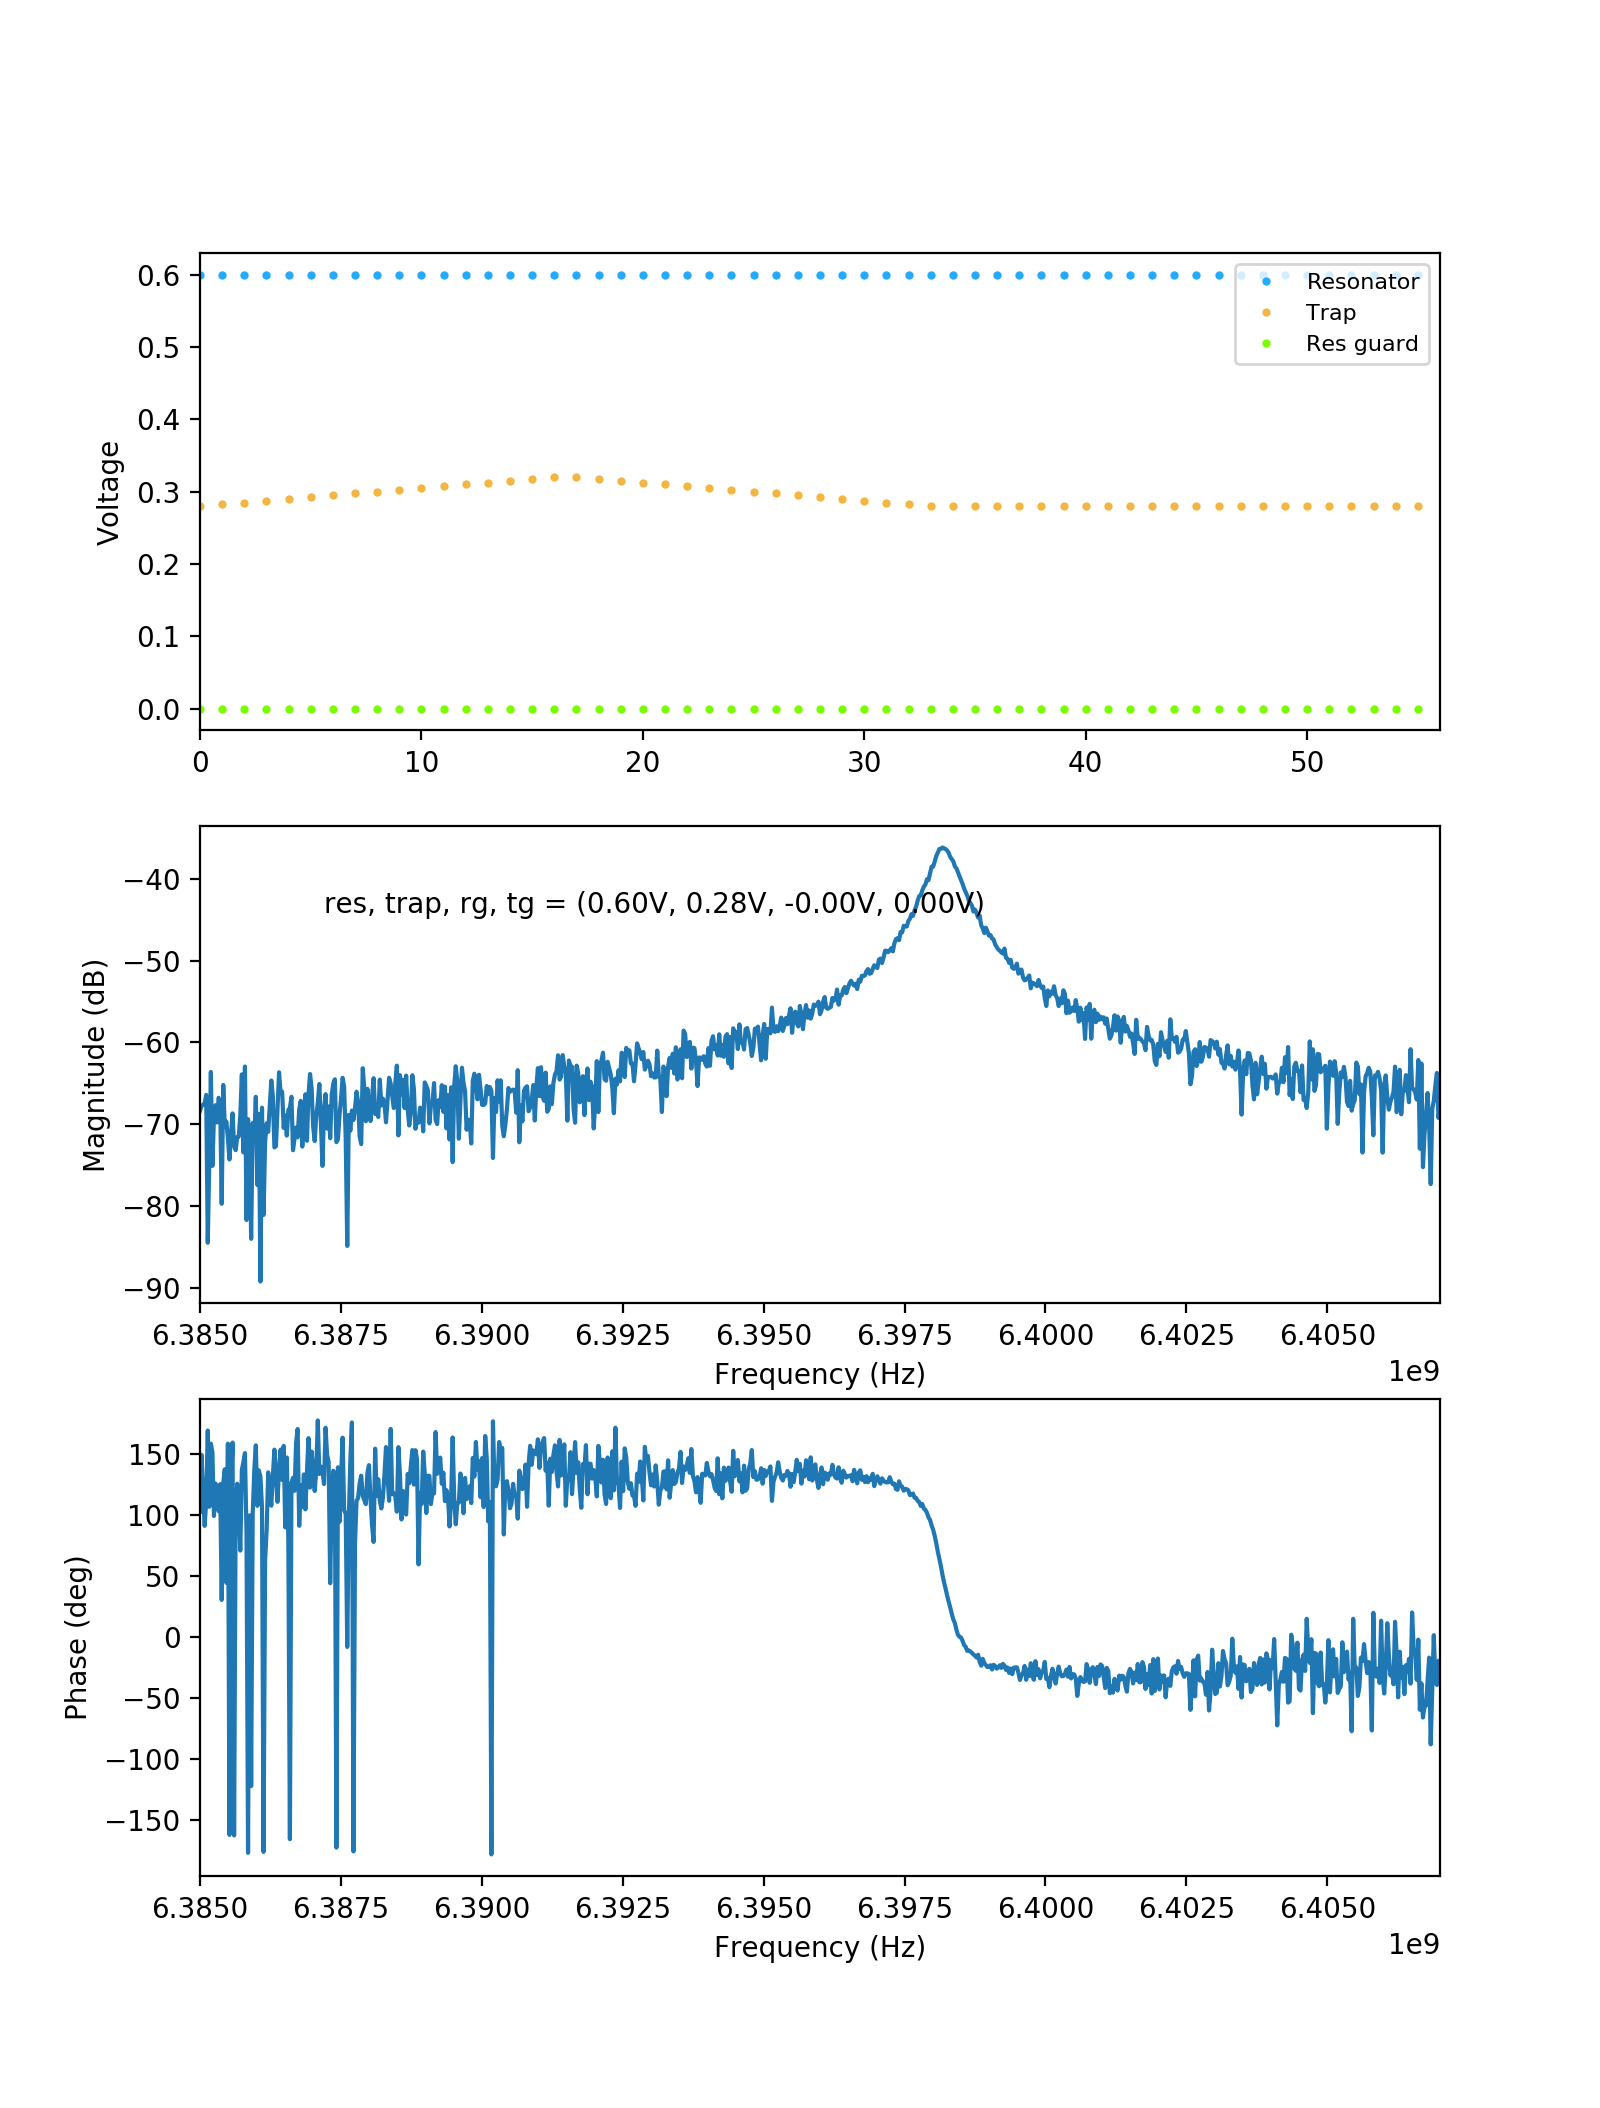 0.6
0.5
0.4
0.3
0.2
0.1
0.0
Voltage
Resonator
Trap
Res guard
0 10 20 30 40 50
−40
−50
−60
−70
−80
−90
Magnitude (dB)
res, trap, rg, tg = (0.60V, 0.28V, -0.00V, 0.00V)
6.3850 6.3875 6.3900 6.3925 6.3950 6.3975 6.4000 6.4025 6.4050
Frequency (Hz)
1e9
150
100
50
0
−50
−100
−150
Phase (deg)
6.3850 6.3875 6.3900 6.3925 6.3950 6.3975 6.4000 6.4025 6.4050
Frequency (Hz)
1e9